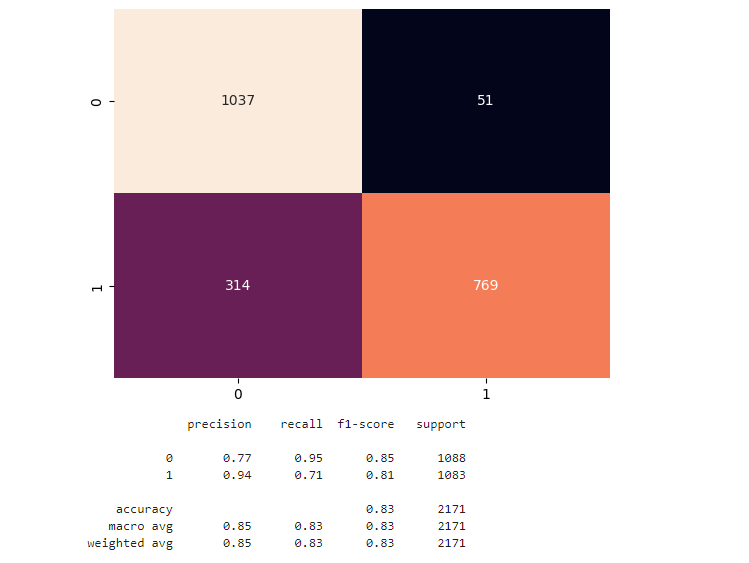 0 1037 51
1 314 769
0 1
precision recall f1-score support
0 0.77 0.95 0.85 1088
1 0.94 0.71 0.81 1083
accuracy 0.83 2171
macro avg 0.85 0.83 0.83 2171
weighted avg 0.85 0.83 0.83 2171